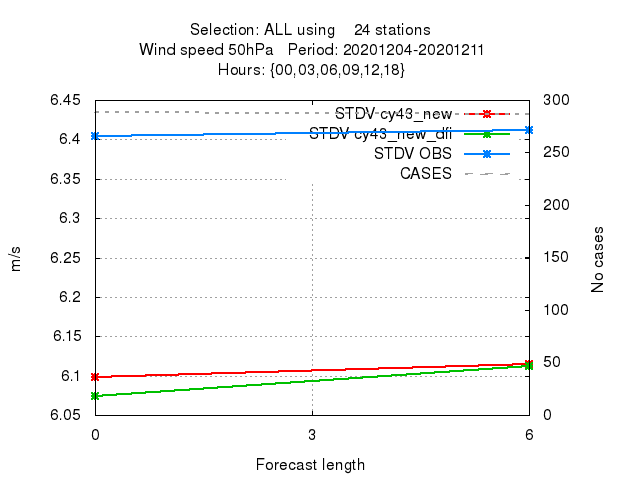 Selection: ALL using    24 stations
Wind speed 50hPa   Period: 20201204-20201211
Hours: {00,03,06,09,12,18}
6.45
6.4
6.35
6.3
6.25
6.2
6.15
6.1
6.05
m/s
STDV cy43_new
STDV cy43_new_dfi
STDV OBS
CASES
300
250
200
150
100
50
0
No cases
0 3 6
Forecast length